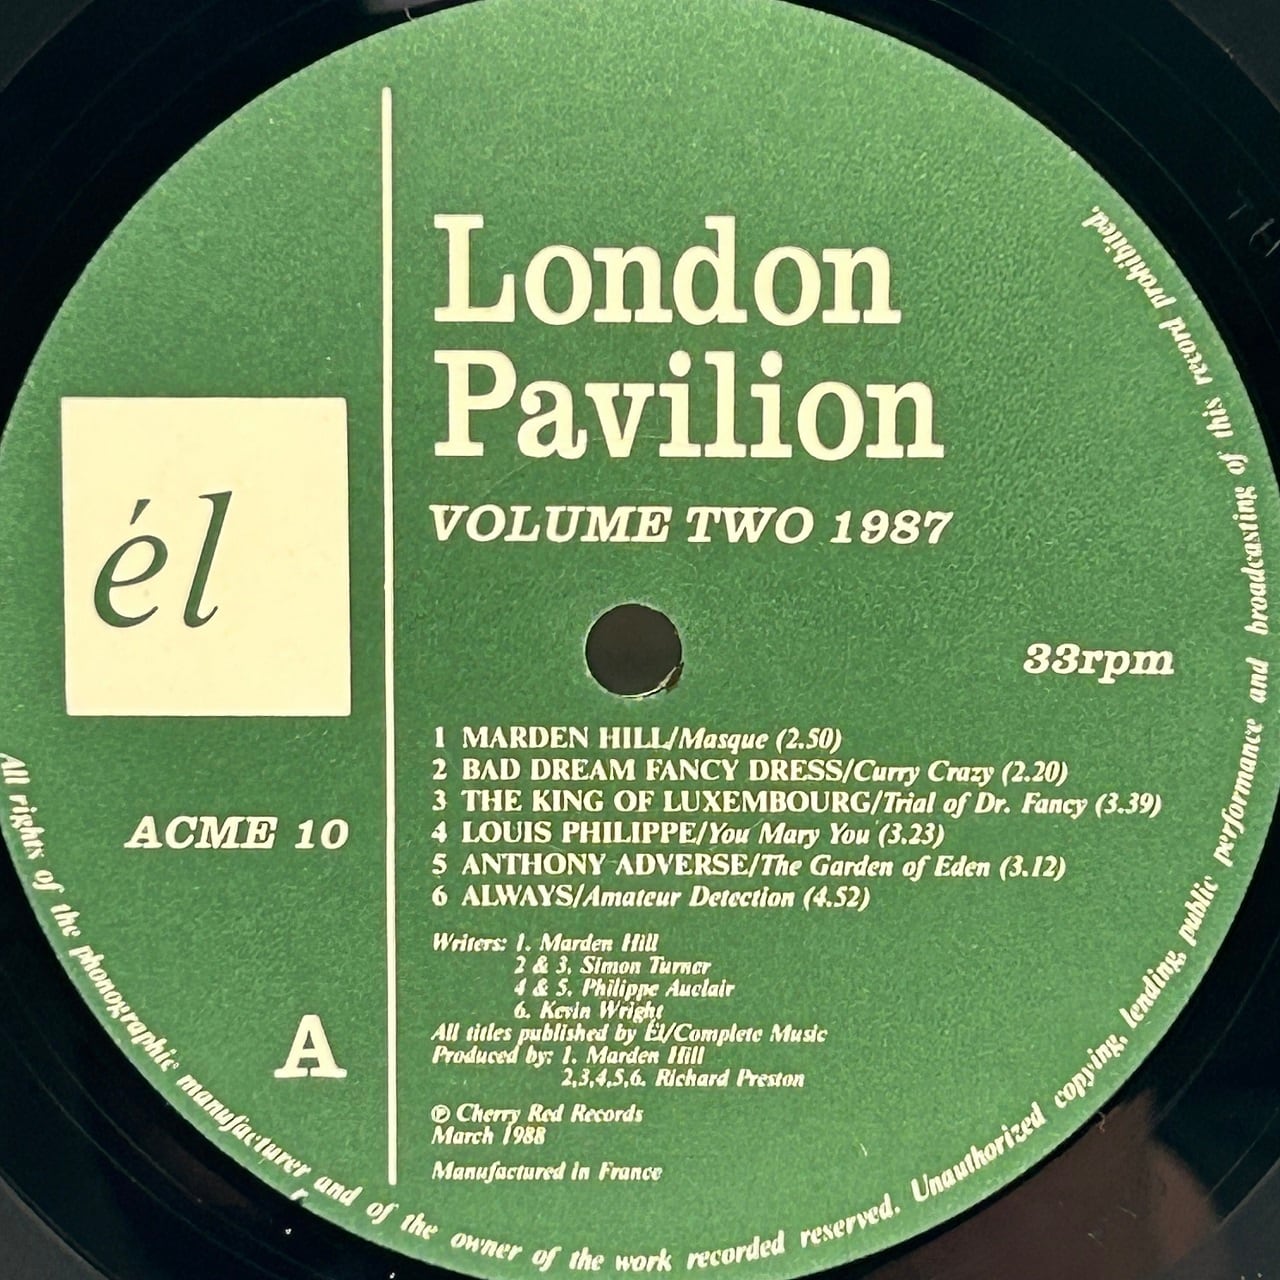 London
Pavilion
VOLUME TWO 1987
él
33rpm
1 MARDEN HILL/Masque (2.50)
2 BAD DREAM FANCY DRESS/Curry Crazy (2.20)
3 THE KING OF LUXEMBOURG/Trial of Dr. Fancy (3.39)
4 LOUIS PHILIPPE/You Mary You (3.23)
5 ANTHONY ADVERSE/The Garden of Eden (3.12)
6 ALWAYS/Amateur Detection (4.52)
ACME 10
Writers: 1. Marden Hill
2 & 3. Simon Turner
4 & 5. Philippe Auclair
6. Kevin Wright
All titles published by Él/Complete Music
Produced by: 1. Marden Hill
2,3,4,5,6. Richard Preston
A
℗ Cherry Red Records
March 1988
Manufactured in France
All rights of the phonographic manufacturer and of the owner of the work recorded reserved. Unauthorized copying, lending, public performance and broadcasting of this record prohibited.